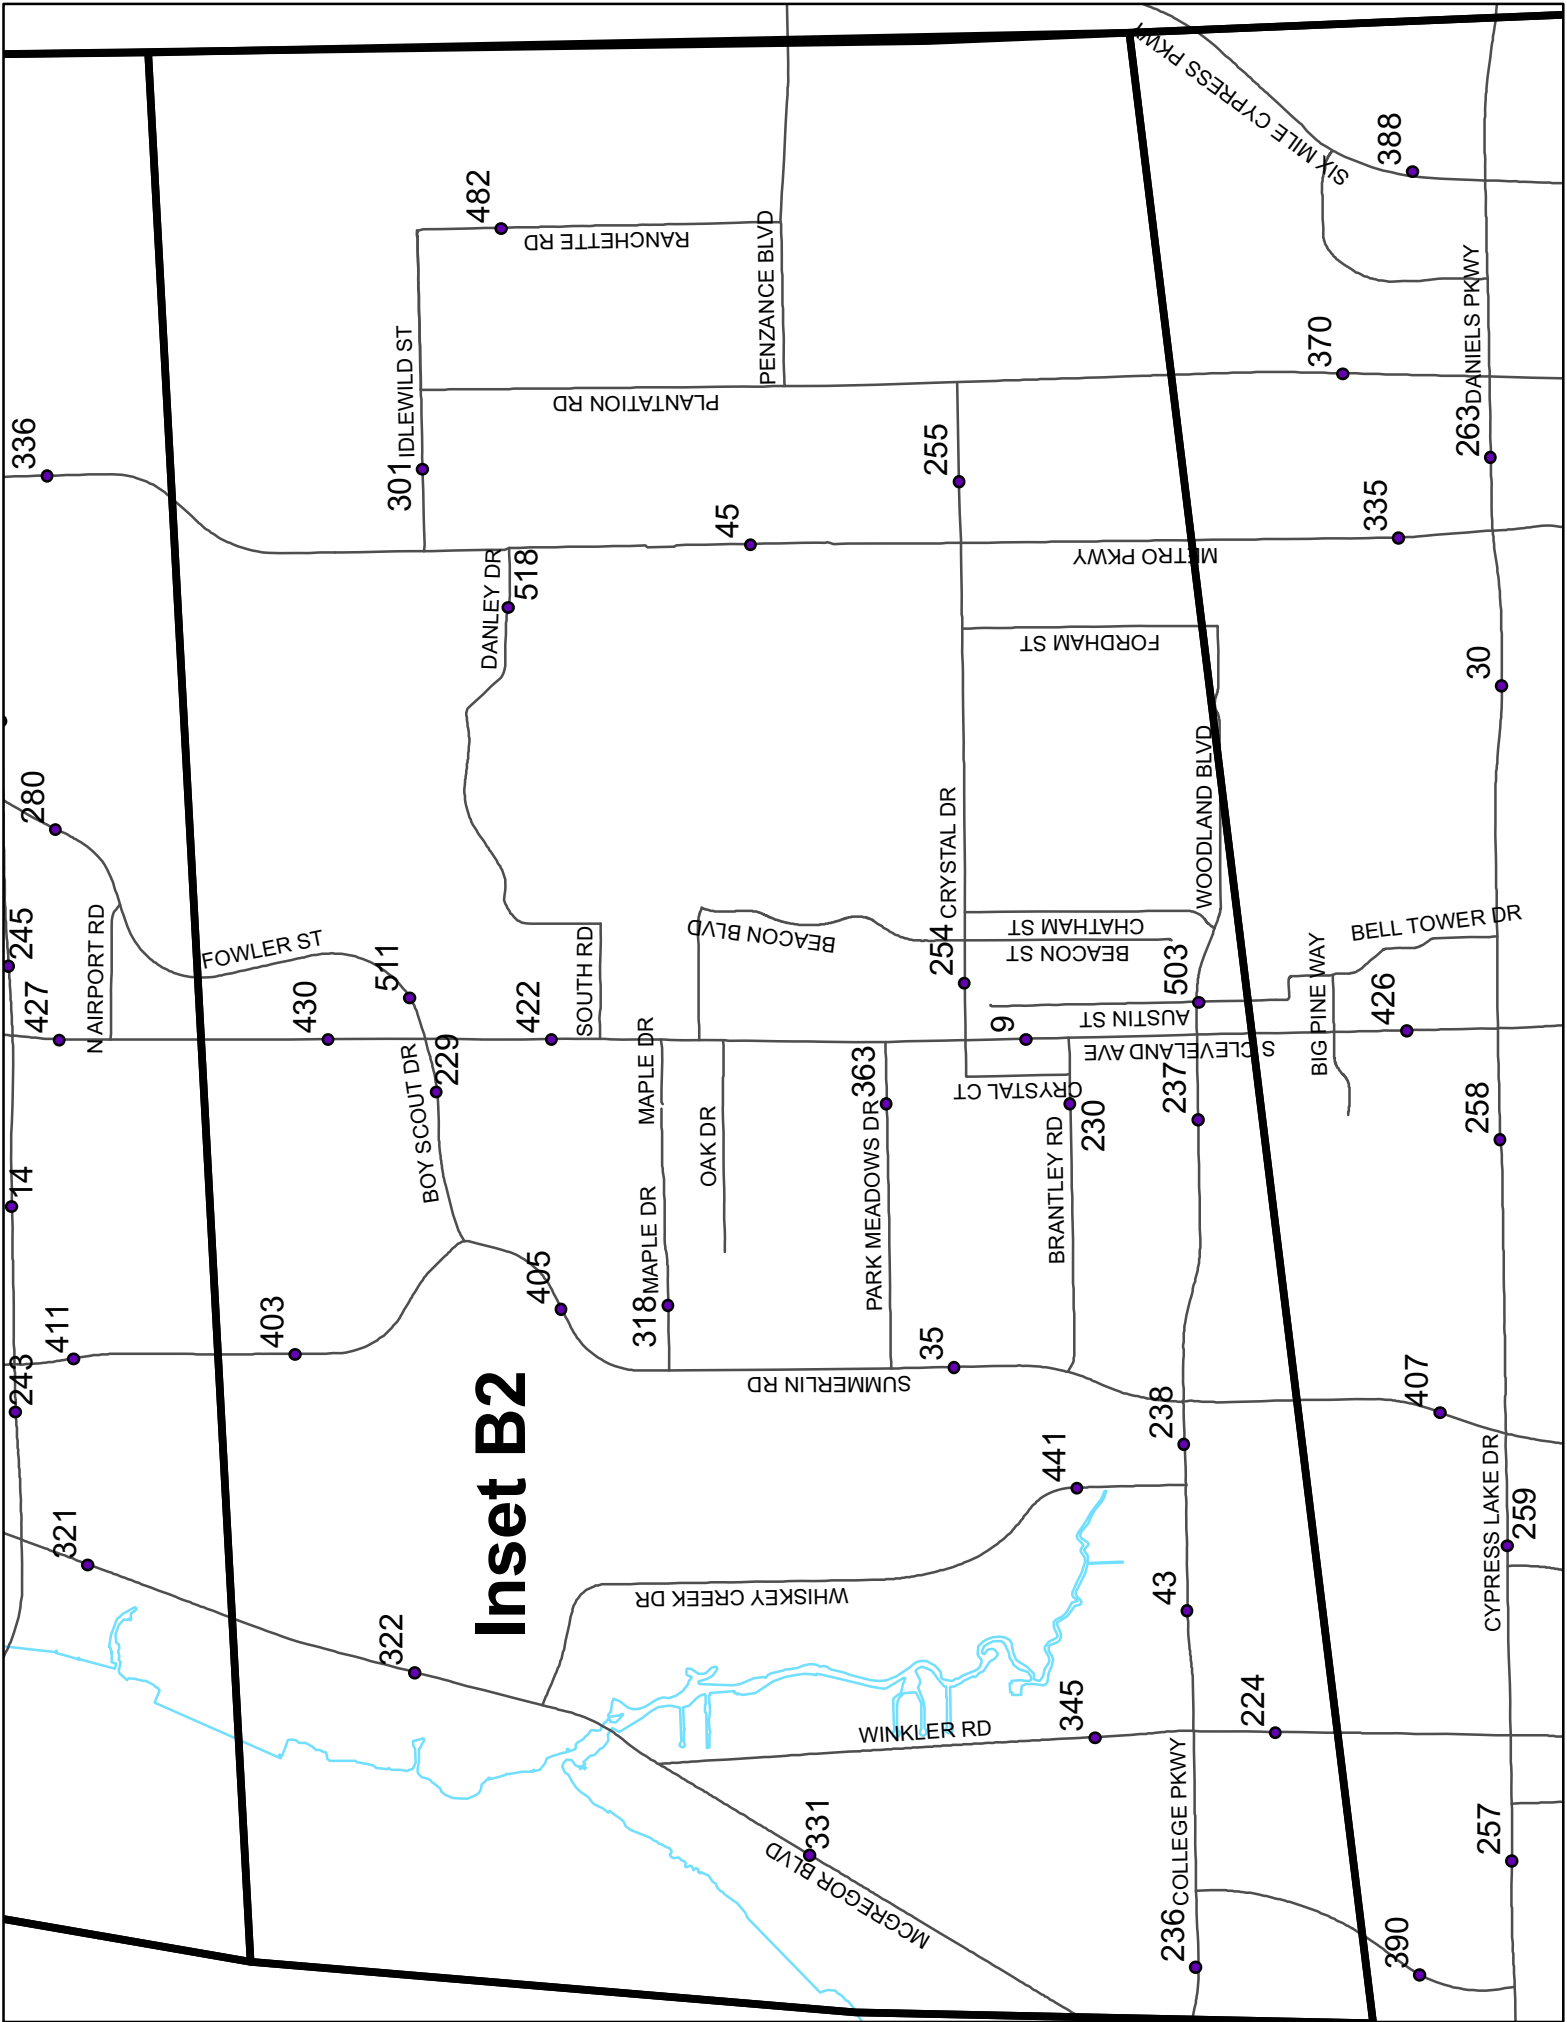 SIX MILE CYPRESS PKWY
388
482
RANCHETTE RD
PENZANCE BLVD
DANIELS PKWY
370
IDLEWILD ST
PLANTATION RD
336
301
255
263
45
335
METRO PKWY
DANLEY DR
518
FORDHAM ST
30
280
WOODLAND BLVD
CRYSTAL DR
245
N AIRPORT RD
FOWLER ST
511
BEACON BLVD
CHATHAM ST
BEACON ST
254
BELL TOWER DR
427
430
422
SOUTH RD
503
AUSTIN ST
BIG PINE WAY
426
9
S CLEVELAND AVE
229
BOY SCOUT DR
MAPLE DR
363
CRYSTAL CT
237
230
258
14
OAK DR
MAPLE DR
PARK MEADOWS DR
BRANTLEY RD
405
318
411
403
35
243
SUMMERLIN RD
238
407
Inset B2
441
321
259
CYPRESS LAKE DR
WHISKEY CREEK DR
43
322
345
224
WINKLER RD
331
MCGREGOR BLVD
COLLEGE PKWY
257
236
390